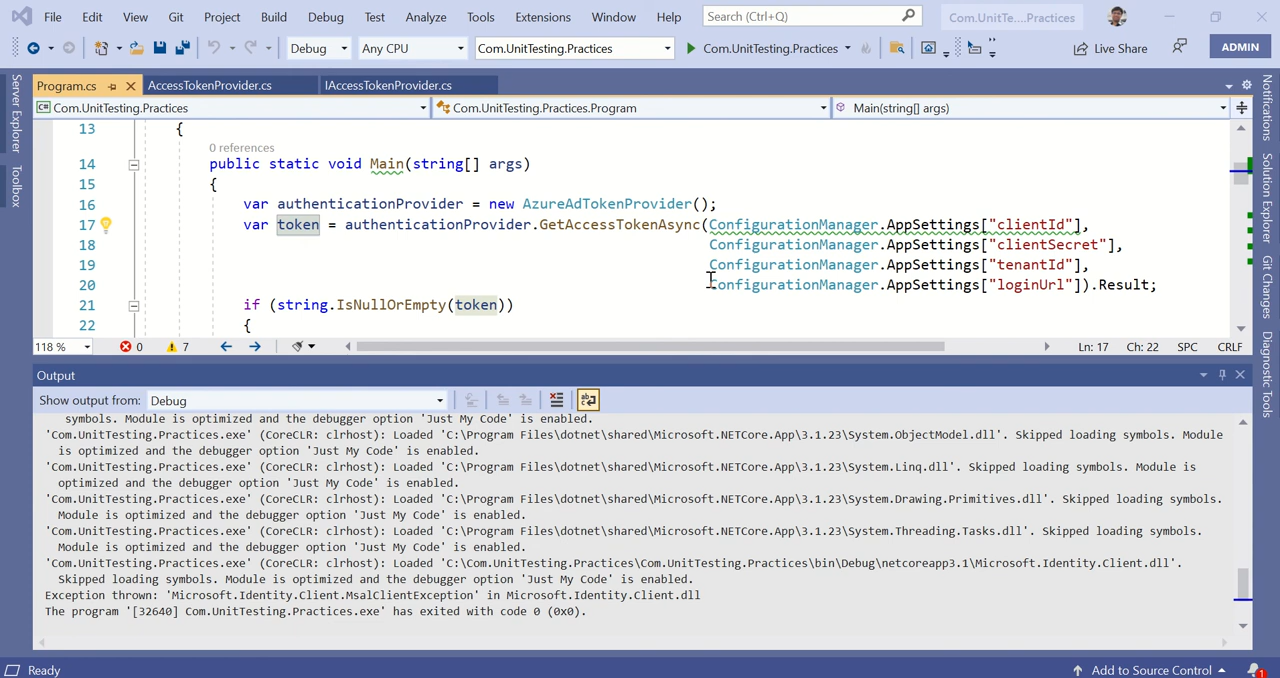 File Edit View Git Project Build Debug Test Analyze Tools Extensions Window Help Search (Ctrl+Q) Com.UnitTe....Practices
Debug Any CPU Com.UnitTesting.Practices Com.UnitTesting.Practices Live Share ADMIN
Program.cs AccessTokenProvider.cs IAccessTokenProvider.cs
Com.UnitTesting.Practices Com.UnitTesting.Practices.Program Main(string[] args)
13 {
0 references
14 public static void Main(string[] args)
15 {
16 var authenticationProvider = new AzureAdTokenProvider();
17 var token = authenticationProvider.GetAccessTokenAsync(ConfigurationManager.AppSettings["clientId"],
18 ConfigurationManager.AppSettings["clientSecret"],
19 ConfigurationManager.AppSettings["tenantId"],
20 ConfigurationManager.AppSettings["loginUrl"]).Result;
21 if (string.IsNullOrEmpty(token))
22 {
118 % 0 7 Ln: 17 Ch: 22 SPC CRLF
Output
Show output from: Debug
symbols. Module is optimized and the debugger option 'Just My Code' is enabled.
'Com.UnitTesting.Practices.exe' (CoreCLR: clrhost): Loaded 'C:\Program Files\dotnet\shared\Microsoft.NETCore.App\3.1.23\System.ObjectModel.dll'. Skipped loading symbols. Module
is optimized and the debugger option 'Just My Code' is enabled.
'Com.UnitTesting.Practices.exe' (CoreCLR: clrhost): Loaded 'C:\Program Files\dotnet\shared\Microsoft.NETCore.App\3.1.23\System.Linq.dll'. Skipped loading symbols. Module is
optimized and the debugger option 'Just My Code' is enabled.
'Com.UnitTesting.Practices.exe' (CoreCLR: clrhost): Loaded 'C:\Program Files\dotnet\shared\Microsoft.NETCore.App\3.1.23\System.Drawing.Primitives.dll'. Skipped loading symbols.
Module is optimized and the debugger option 'Just My Code' is enabled.
'Com.UnitTesting.Practices.exe' (CoreCLR: clrhost): Loaded 'C:\Program Files\dotnet\shared\Microsoft.NETCore.App\3.1.23\System.Threading.Tasks.dll'. Skipped loading symbols.
Module is optimized and the debugger option 'Just My Code' is enabled.
'Com.UnitTesting.Practices.exe' (CoreCLR: clrhost): Loaded 'C:\Com.UnitTesting.Practices\Com.UnitTesting.Practices\bin\Debug\netcoreapp3.1\Microsoft.Identity.Client.dll'.
Skipped loading symbols. Module is optimized and the debugger option 'Just My Code' is enabled.
Exception thrown: 'Microsoft.Identity.Client.MsalClientException' in Microsoft.Identity.Client.dll
The program '[32640] Com.UnitTesting.Practices.exe' has exited with code 0 (0x0).
Ready Add to Source Control 1
Server Explorer
Toolbox
Notifications
Solution Explorer
Git Changes
Diagnostic Tools